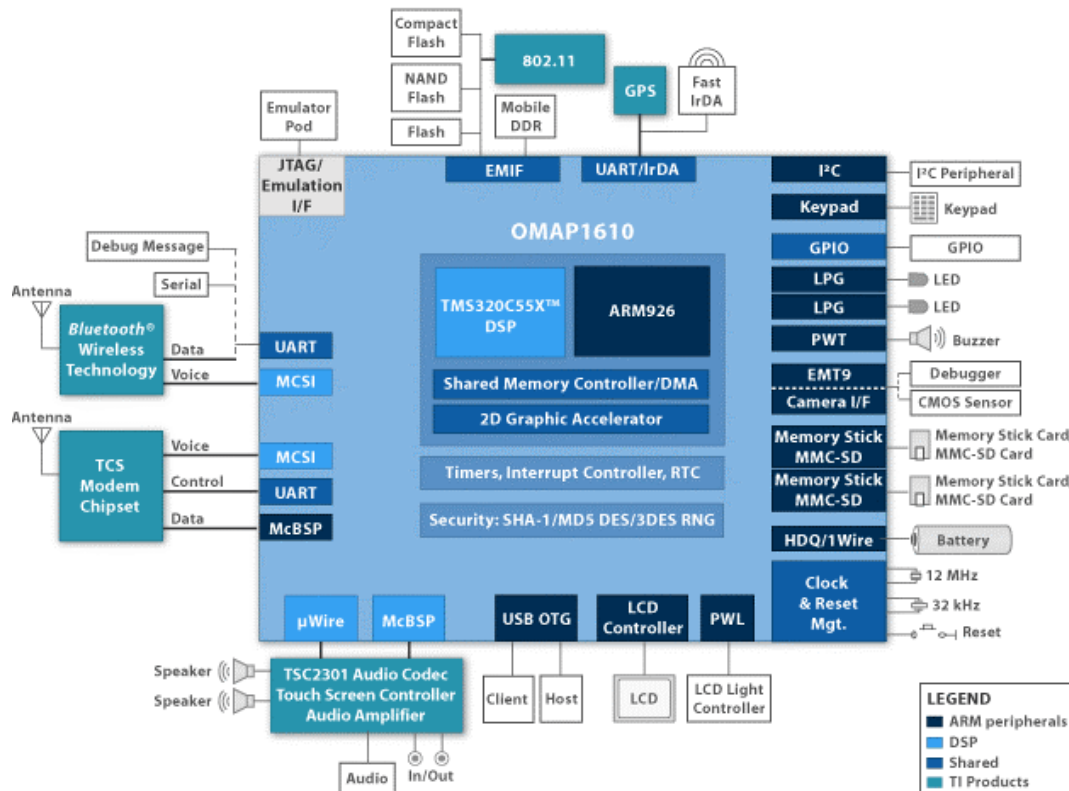 Compact
Flash
802.11
NAND
Flash
GPS
Fast
IrDA
Emulator
Pod
Flash
Mobile
DDR
JTAG/
Emulation
I/F
EMIF
UART/IrDA
I²C
I²C Peripheral
Keypad
Keypad
OMAP1610
GPIO
GPIO
Debug Message
Serial
LPG
LED
LPG
LED
TMS320C55X™
DSP
ARM926
Antenna
Bluetooth®
Wireless
Technology
Data
UART
Voice
MCSI
PWT
Buzzer
EMT9
Debugger
Camera I/F
CMOS Sensor
Shared Memory Controller/DMA
2D Graphic Accelerator
Antenna
TCS
Modem
Chipset
Voice
MCSI
Control
UART
Data
McBSP
Memory Stick
MMC-SD
Memory Stick Card
MMC-SD Card
Memory Stick
MMC-SD
Memory Stick Card
MMC-SD Card
Timers, Interrupt Controller, RTC
Security: SHA-1/MD5 DES/3DES RNG
HDQ/1Wire
Battery
Clock
& Reset
Mgt.
12 MHz
32 kHz
Reset
µWire
McBSP
USB OTG
LCD
Controller
PWL
Speaker
Speaker
TSC2301 Audio Codec
Touch Screen Controller
Audio Amplifier
Client
Host
LCD
LCD Light
Controller
Audio
In/Out
LEGEND
ARM peripherals
DSP
Shared
TI Products